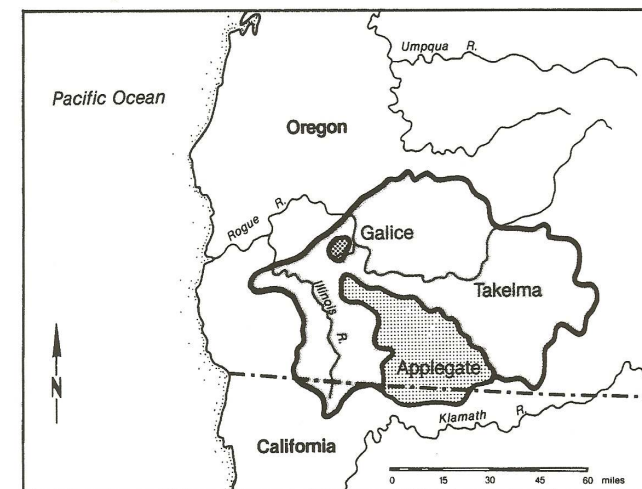 Umpqua R.
Pacific Ocean
Oregon
Rogue R.
Galice
Takelma
Illinois R.
Applegate
N
Klamath R.
California
0 15 30 45 60 miles